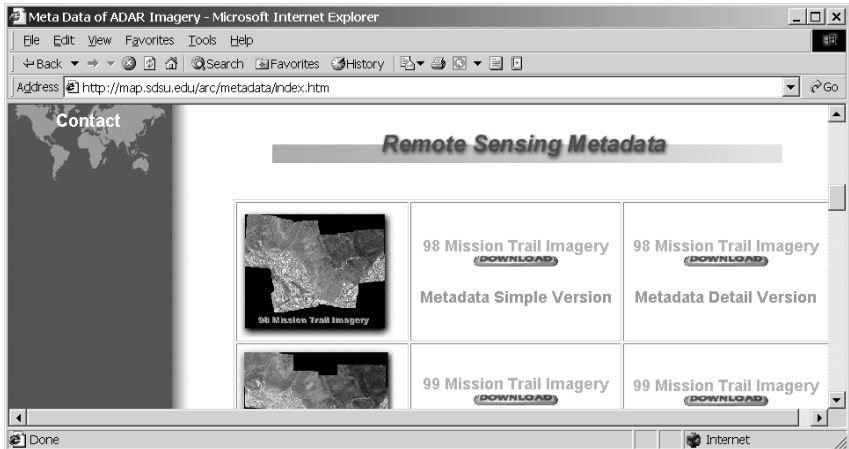 Meta Data of ADAR Imagery - Microsoft Internet Explorer
File Edit View Favorites Tools Help
Back Search Favorites History
Address http://map.sdsu.edu/arc/metadata/index.htm Go
Contact
Remote Sensing Metadata
98 Mission Trail Imagery
98 Mission Trail Imagery
DOWNLOAD
Metadata Simple Version
98 Mission Trail Imagery
DOWNLOAD
Metadata Detail Version
99 Mission Trail Imagery
DOWNLOAD
99 Mission Trail Imagery
DOWNLOAD
Done Internet